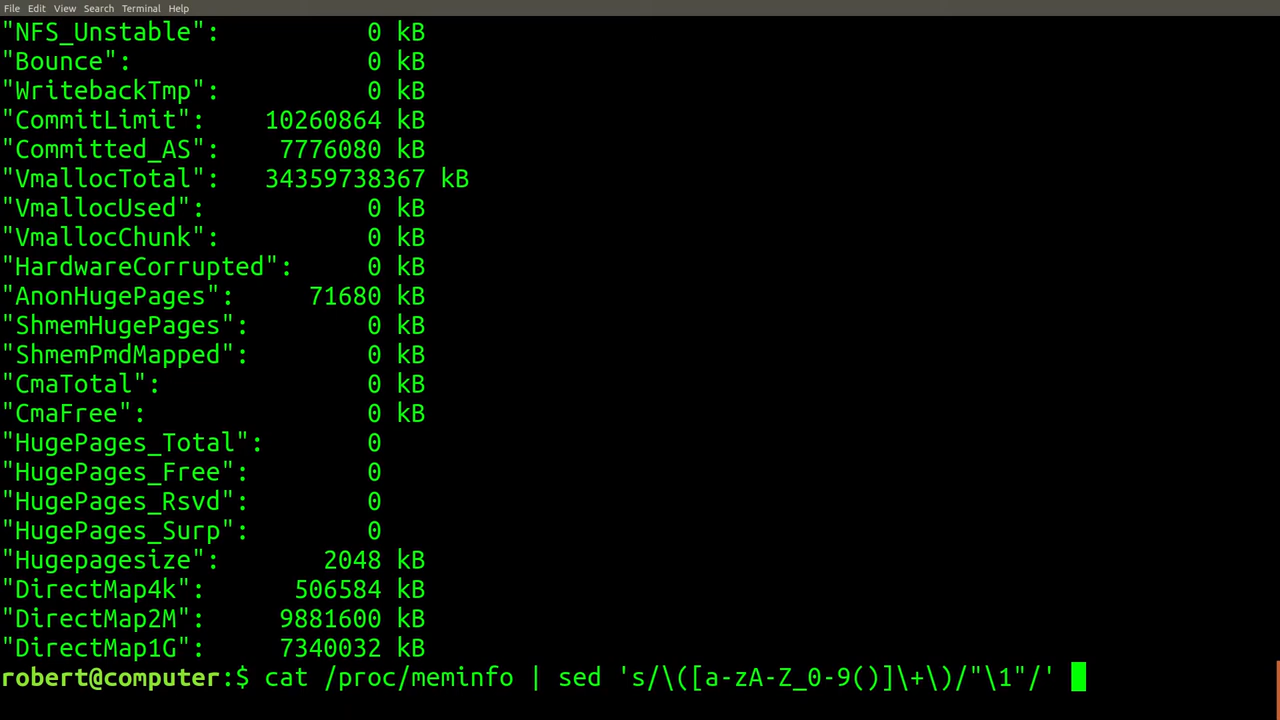 File Edit View Search Terminal Help
"NFS_Unstable":          0 kB
"Bounce":                0 kB
"WritebackTmp":          0 kB
"CommitLimit":    10260864 kB
"Committed_AS":    7776080 kB
"VmallocTotal":   34359738367 kB
"VmallocUsed":           0 kB
"VmallocChunk":          0 kB
"HardwareCorrupted":     0 kB
"AnonHugePages":     71680 kB
"ShmemHugePages":        0 kB
"ShmemPmdMapped":        0 kB
"CmaTotal":              0 kB
"CmaFree":               0 kB
"HugePages_Total":       0
"HugePages_Free":        0
"HugePages_Rsvd":        0
"HugePages_Surp":        0
"Hugepagesize":       2048 kB
"DirectMap4k":      506584 kB
"DirectMap2M":     9881600 kB
"DirectMap1G":     7340032 kB
robert@computer:$ cat /proc/meminfo | sed 's/\([a-zA-Z_0-9()]\+\)/"\1"/'